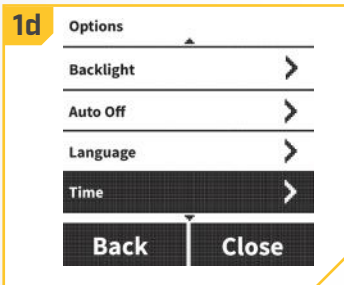 1d
Options
Backlight
Auto Off
Language
Time
Back Close